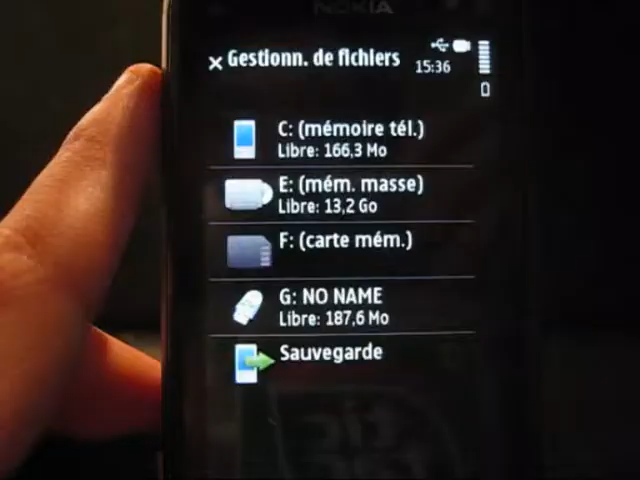 NOKIA
Gestionn. de fichiers
15:36
C: (mémoire tél.)
Libre: 166,3 Mo
E: (mém. masse)
Libre: 13,2 Go
F: (carte mém.)
G: NO NAME
Libre: 187,6 Mo
Sauvegarde